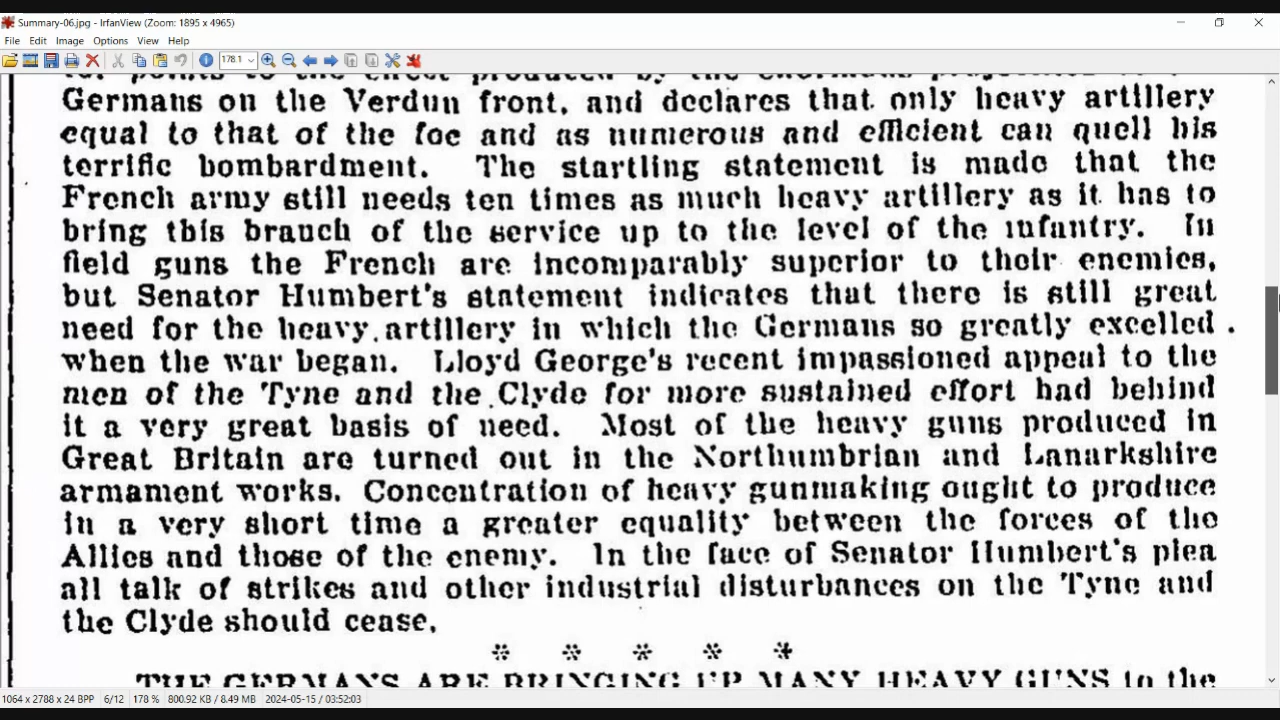 Summary-06.jpg - IrfanView (Zoom: 1895 x 4965)
File Edit Image Options View Help
178.1
points to the effect produced by the enormous
Germans on the Verdun front, and declares that only heavy artillery
equal to that of the foe and as numerous and efficient can quell his
terrific bombardment. The startling statement is made that the
French army still needs ten times as much heavy artillery as it has to
bring this branch of the service up to the level of the infantry. In
field guns the French are incomparably superior to their enemies,
but Senator Humbert's statement indicates that there is still great
need for the heavy artillery in which the Germans so greatly excelled
when the war began. Lloyd George's recent impassioned appeal to the
men of the Tyne and the Clyde for more sustained effort had behind
it a very great basis of need. Most of the heavy guns produced in
Great Britain are turned out in the Northumbrian and Lanarkshire
armament works. Concentration of heavy gunmaking ought to produce
in a very short time a greater equality between the forces of the
Allies and those of the enemy. In the face of Senator Humbert's plea
all talk of strikes and other industrial disturbances on the Tyne and
the Clyde should cease.
* * * * *
THE GERMANS ARE BRINGING UP MANY HEAVY GUNS in the
1064 x 2788 x 24 BPP 6/12 178 % 800.92 KB / 8.49 MB 2024-05-15 / 03:52:03